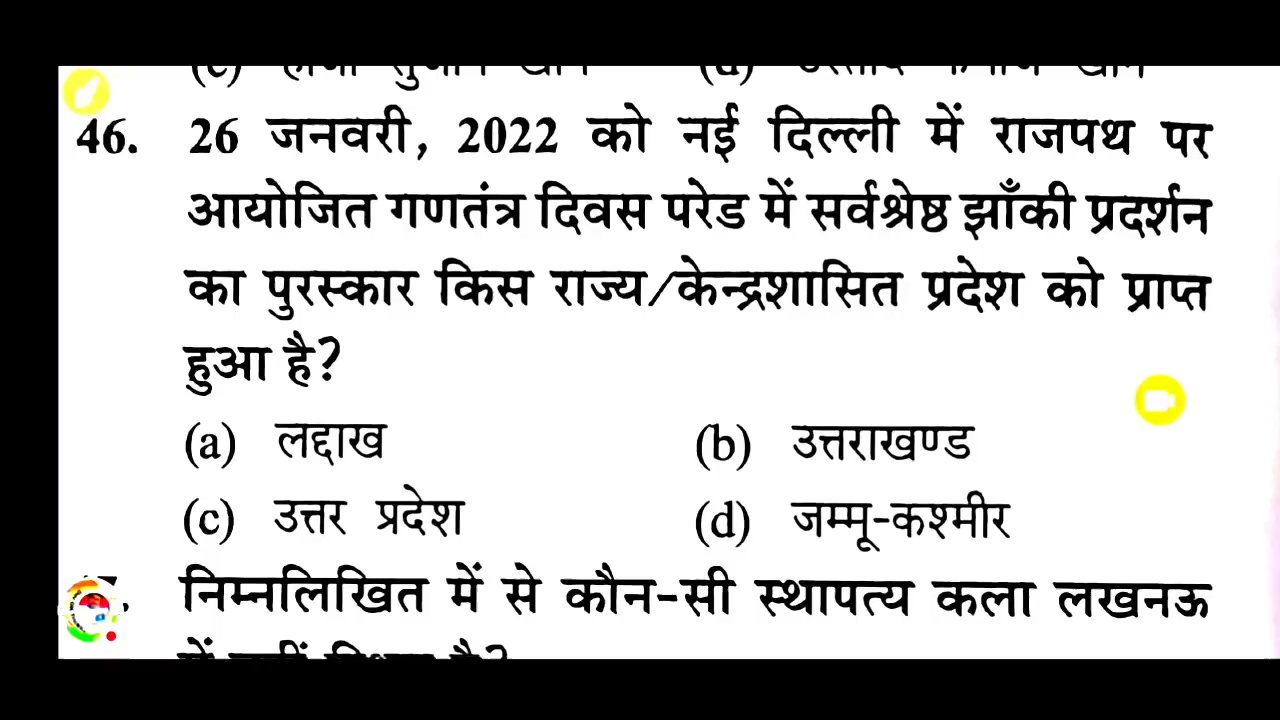 46. 26 जनवरी, 2022 को नई दिल्ली में राजपथ पर
आयोजित गणतंत्र दिवस परेड में सर्वश्रेष्ठ झाँकी प्रदर्शन
का पुरस्कार किस राज्य/केन्द्रशासित प्रदेश को प्राप्त
हुआ है?
(a) लद्दाख (b) उत्तराखण्ड
(c) उत्तर प्रदेश (d) जम्मू-कश्मीर
निम्नलिखित में से कौन-सी स्थापत्य कला लखनऊ